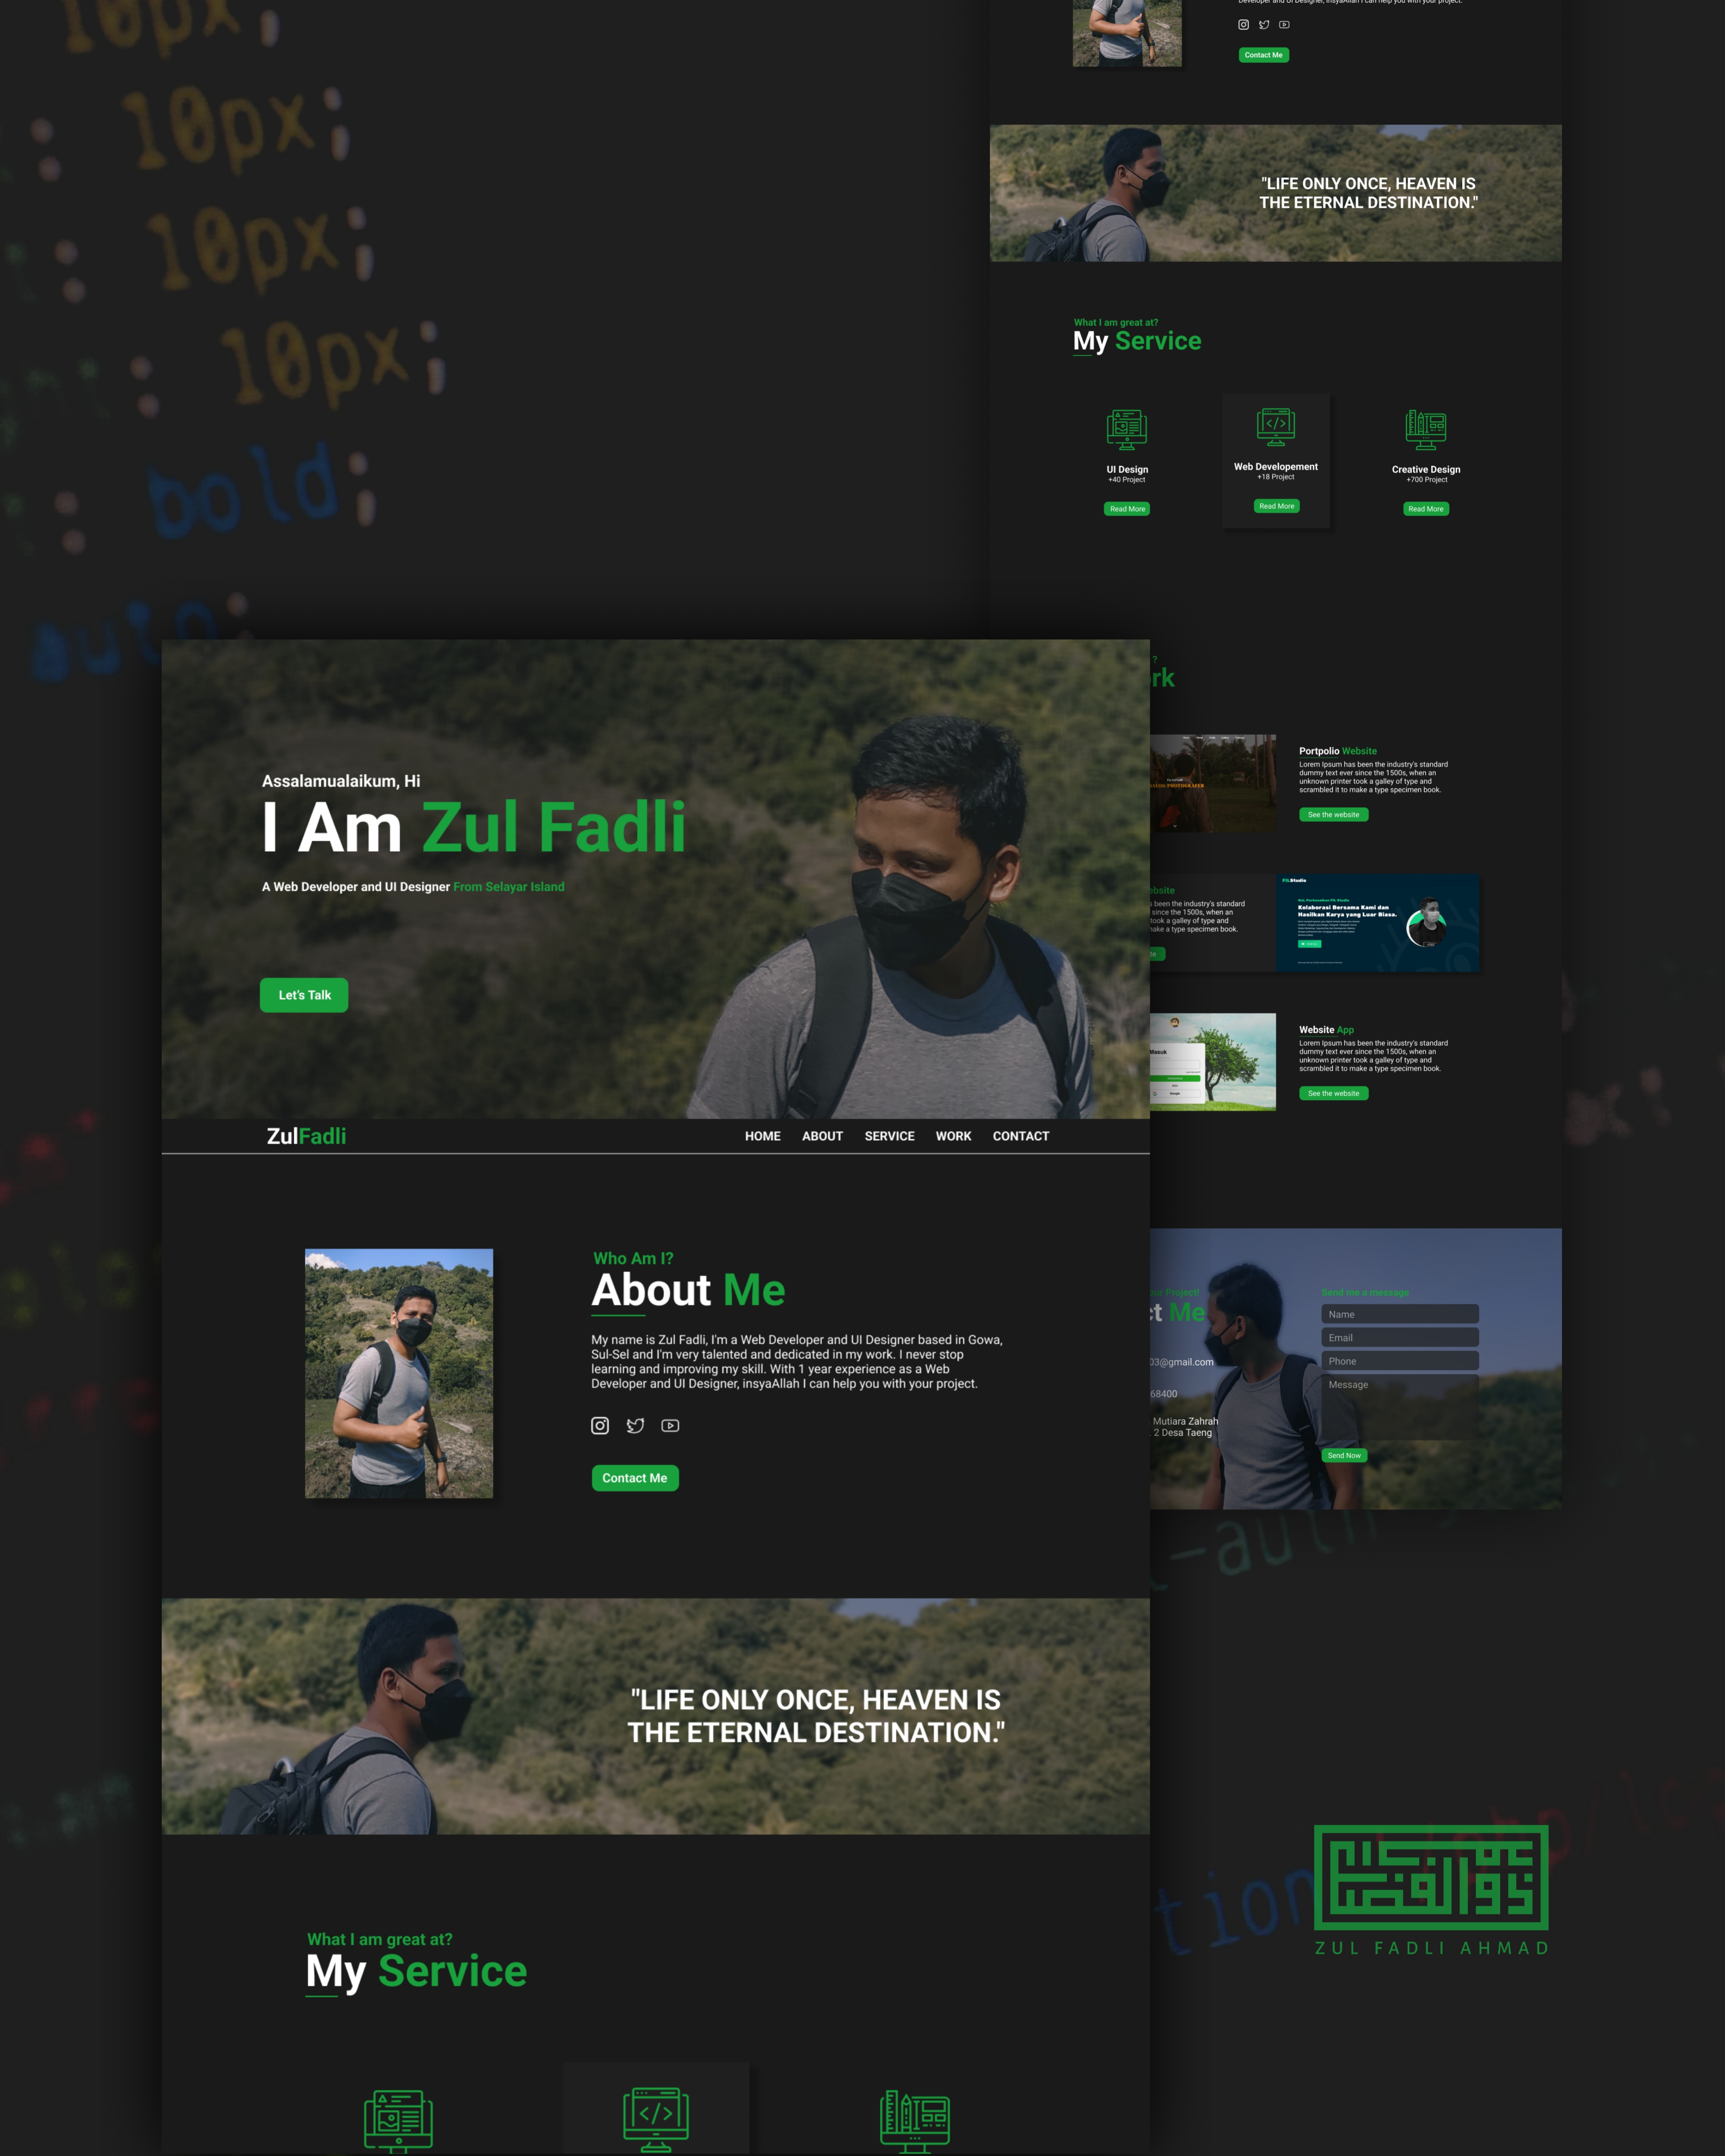 10px;
10px;
10px;
10px;
bold;
auto;
Assalamualaikum, Hi
I Am Zul Fadli
A Web Developer and UI Designer From Selayar Island
Let's Talk
ZulFadli
HOME ABOUT SERVICE WORK CONTACT
Who Am I?
About Me
My name is Zul Fadli, I'm a Web Developer and UI Designer based in Gowa,
Sul-Sel and I'm very talented and dedicated in my work. I never stop
learning and improving my skill. With 1 year experience as a Web
Developer and UI Designer, insyaAllah I can help you with your project.
Contact Me
"LIFE ONLY ONCE, HEAVEN IS
THE ETERNAL DESTINATION."
What I am great at?
My Service
Developer and UI Designer, insyaAllah I can help you with your project.
Contact Me
"LIFE ONLY ONCE, HEAVEN IS
THE ETERNAL DESTINATION."
What I am great at?
My Service
UI Design
+40 Project
Read More
Web Developement
+18 Project
Read More
Creative Design
+700 Project
Read More
?
rk
Portpolio Website
Lorem Ipsum has been the industry's standard
dummy text ever since the 1500s, when an
unknown printer took a galley of type and
scrambled it to make a type specimen book.
See the website
ebsite
been the industry's standard
since the 1500s, when an
took a galley of type and
make a type specimen book.
Studio
Kolaborasi Bersama Kami dan
Hasilkan Karya yang Luar Biasa.
Masuk
Website App
Lorem Ipsum has been the industry's standard
dummy text ever since the 1500s, when an
unknown printer took a galley of type and
scrambled it to make a type specimen book.
See the website
Project!
ct Me
03@gmail.com
68400
Mutiara Zahrah
2 Desa Taeng
Send me a message
Name
Email
Phone
Message
Send Now
-auth
tion
ZUL FADLI AHMAD